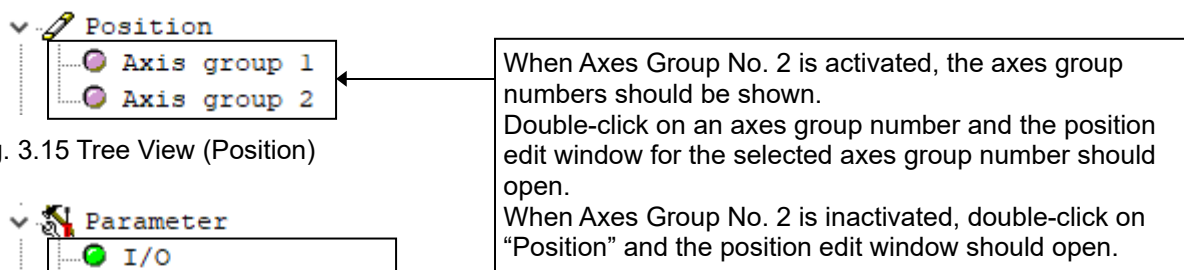 Position
Axis group 1
Axis group 2
When Axes Group No. 2 is activated, the axes group
numbers should be shown.
Double-click on an axes group number and the position
edit window for the selected axes group number should
open.
When Axes Group No. 2 is inactivated, double-click on
“Position” and the position edit window should open.
. 3.15 Tree View (Position)
Parameter
I/O